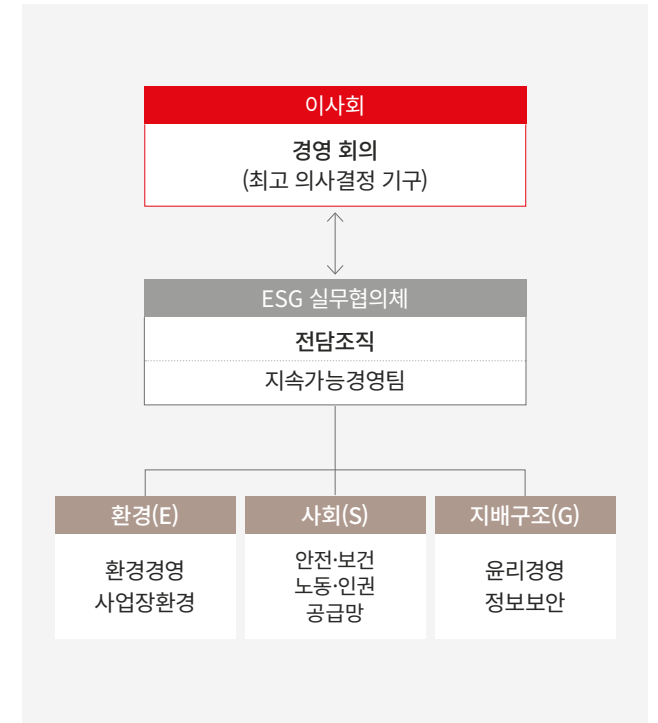 이사회
경영 회의
(최고 의사결정 기구)
ESG 실무협의체
전담조직
지속가능경영팀
환경(E)
환경경영
사업장환경
사회(S)
안전·보건
노동·인권
공급망
지배구조(G)
윤리경영
정보보안